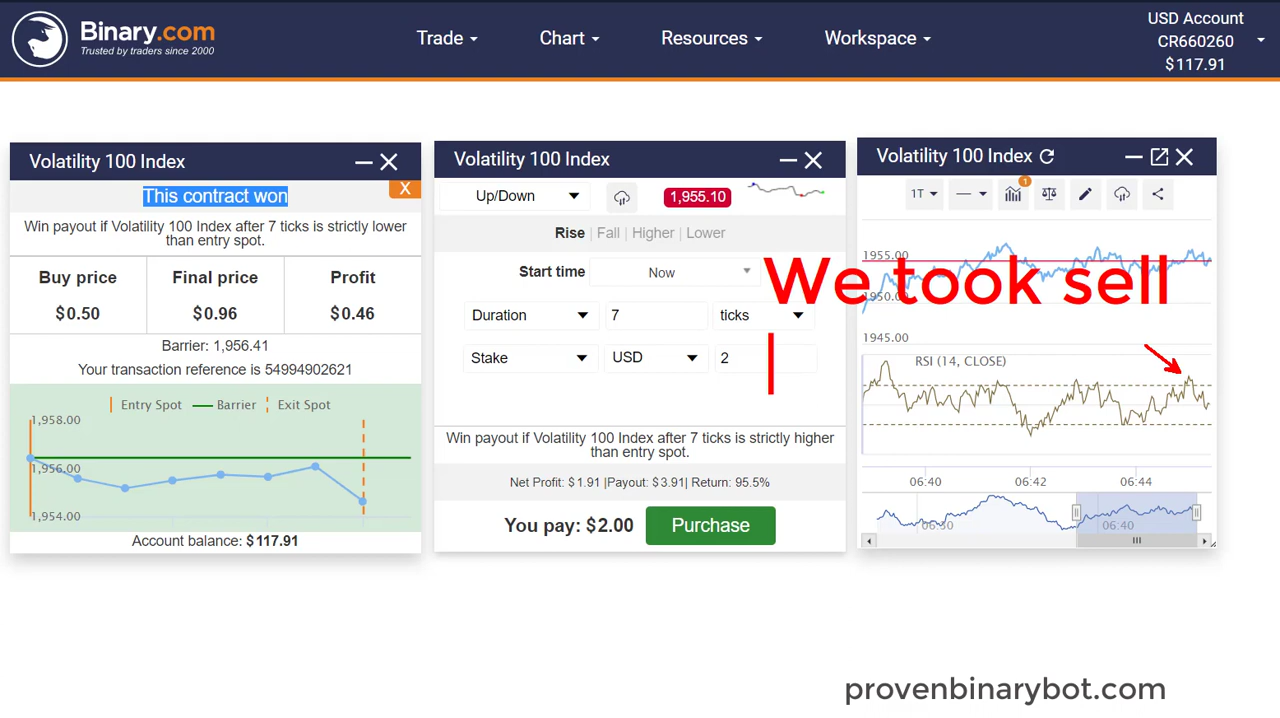 Binary.com
Trusted by traders since 2000
Trade
Chart
Resources
Workspace
USD Account
CR660260
$117.91
Volatility 100 Index
This contract won
X
Win payout if Volatility 100 Index after 7 ticks is strictly lower
than entry spot.
Buy price Final price Profit
$0.50 $0.96 $0.46
Barrier: 1,956.41
Your transaction reference is 54994902621
Entry Spot Barrier Exit Spot
1,958.00
1,956.00
1,954.00
Account balance: $117.91
Volatility 100 Index
Up/Down 1,955.10
Rise | Fall | Higher | Lower
Start time Now
Duration 7 ticks
Stake USD 2
Win payout if Volatility 100 Index after 7 ticks is strictly higher
than entry spot.
Net Profit: $1.91 |Payout: $3.91| Return: 95.5%
You pay: $2.00 Purchase
Volatility 100 Index
1T 1
1955.00
We took sell
1950.00
1945.00
RSI (14, CLOSE)
06:40 06:42 06:44
06:30 06:40
provenbinarybot.com